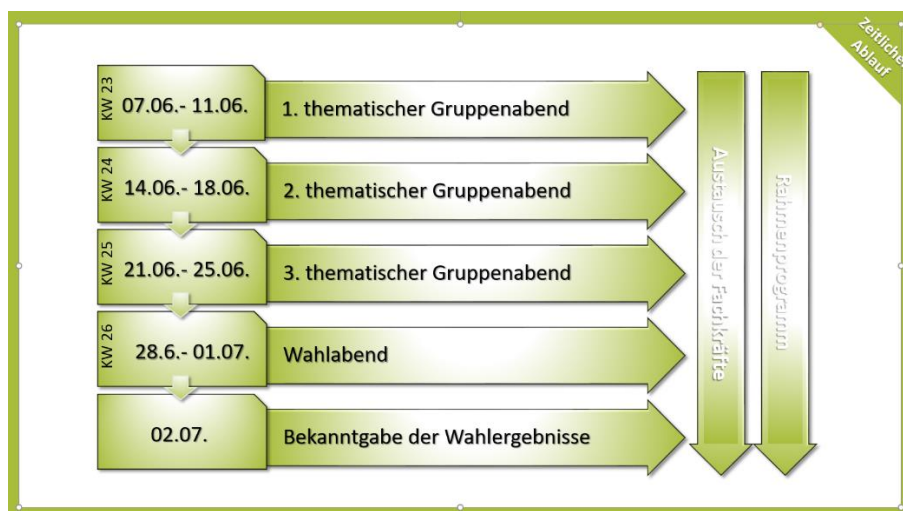 Zeitlicher
Ablauf
KW 23
07.06.- 11.06.
1. thematischer Gruppenabend
KW 24
14.06.- 18.06.
2. thematischer Gruppenabend
KW 25
21.06.- 25.06.
3. thematischer Gruppenabend
KW 26
28.6.- 01.07.
Wahlabend
02.07.
Bekanntgabe der Wahlergebnisse
Austausch der Fachkräfte
Rahmenprogramm